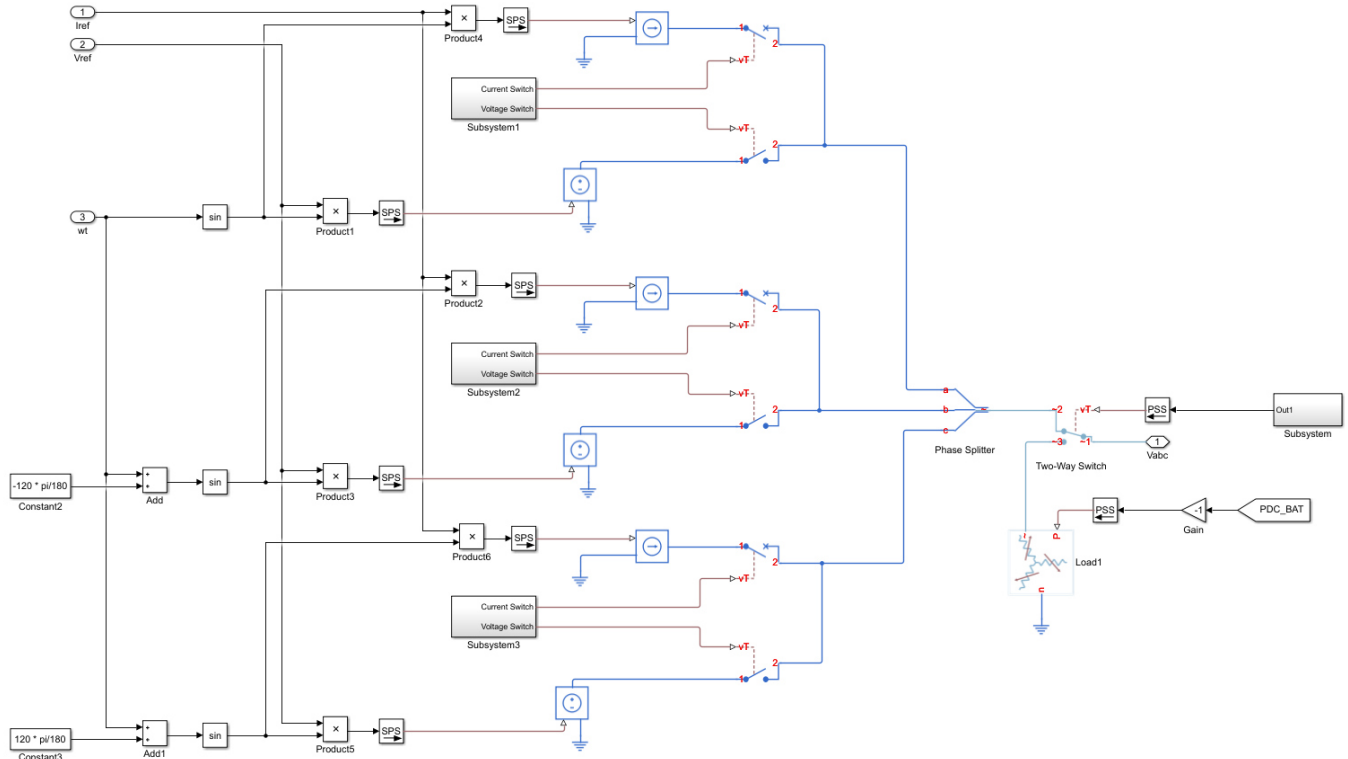 1
Iref
2
Vref
×
Product4
SPS
1
2
vT
Current Switch
Voltage Switch
Subsystem1
vT
2
1
3
wt
sin
×
Product1
SPS
×
Product2
SPS
1
2
vT
Current Switch
Voltage Switch
Subsystem2
vT
2
1
a
b
c
Phase Splitter
~2
vT
~3
~1
Two-Way Switch
PSS
Out1
Subsystem
1
Vabc
-120 * pi/180
Constant2
+
+
Add
sin
×
Product3
SPS
PSS
-1
Gain
PDC_BAT
×
Product6
SPS
1
2
vT
~
P
n
Load1
Current Switch
Voltage Switch
Subsystem3
vT
2
1
120 * pi/180
Constant3
+
+
Add1
sin
×
Product5
SPS